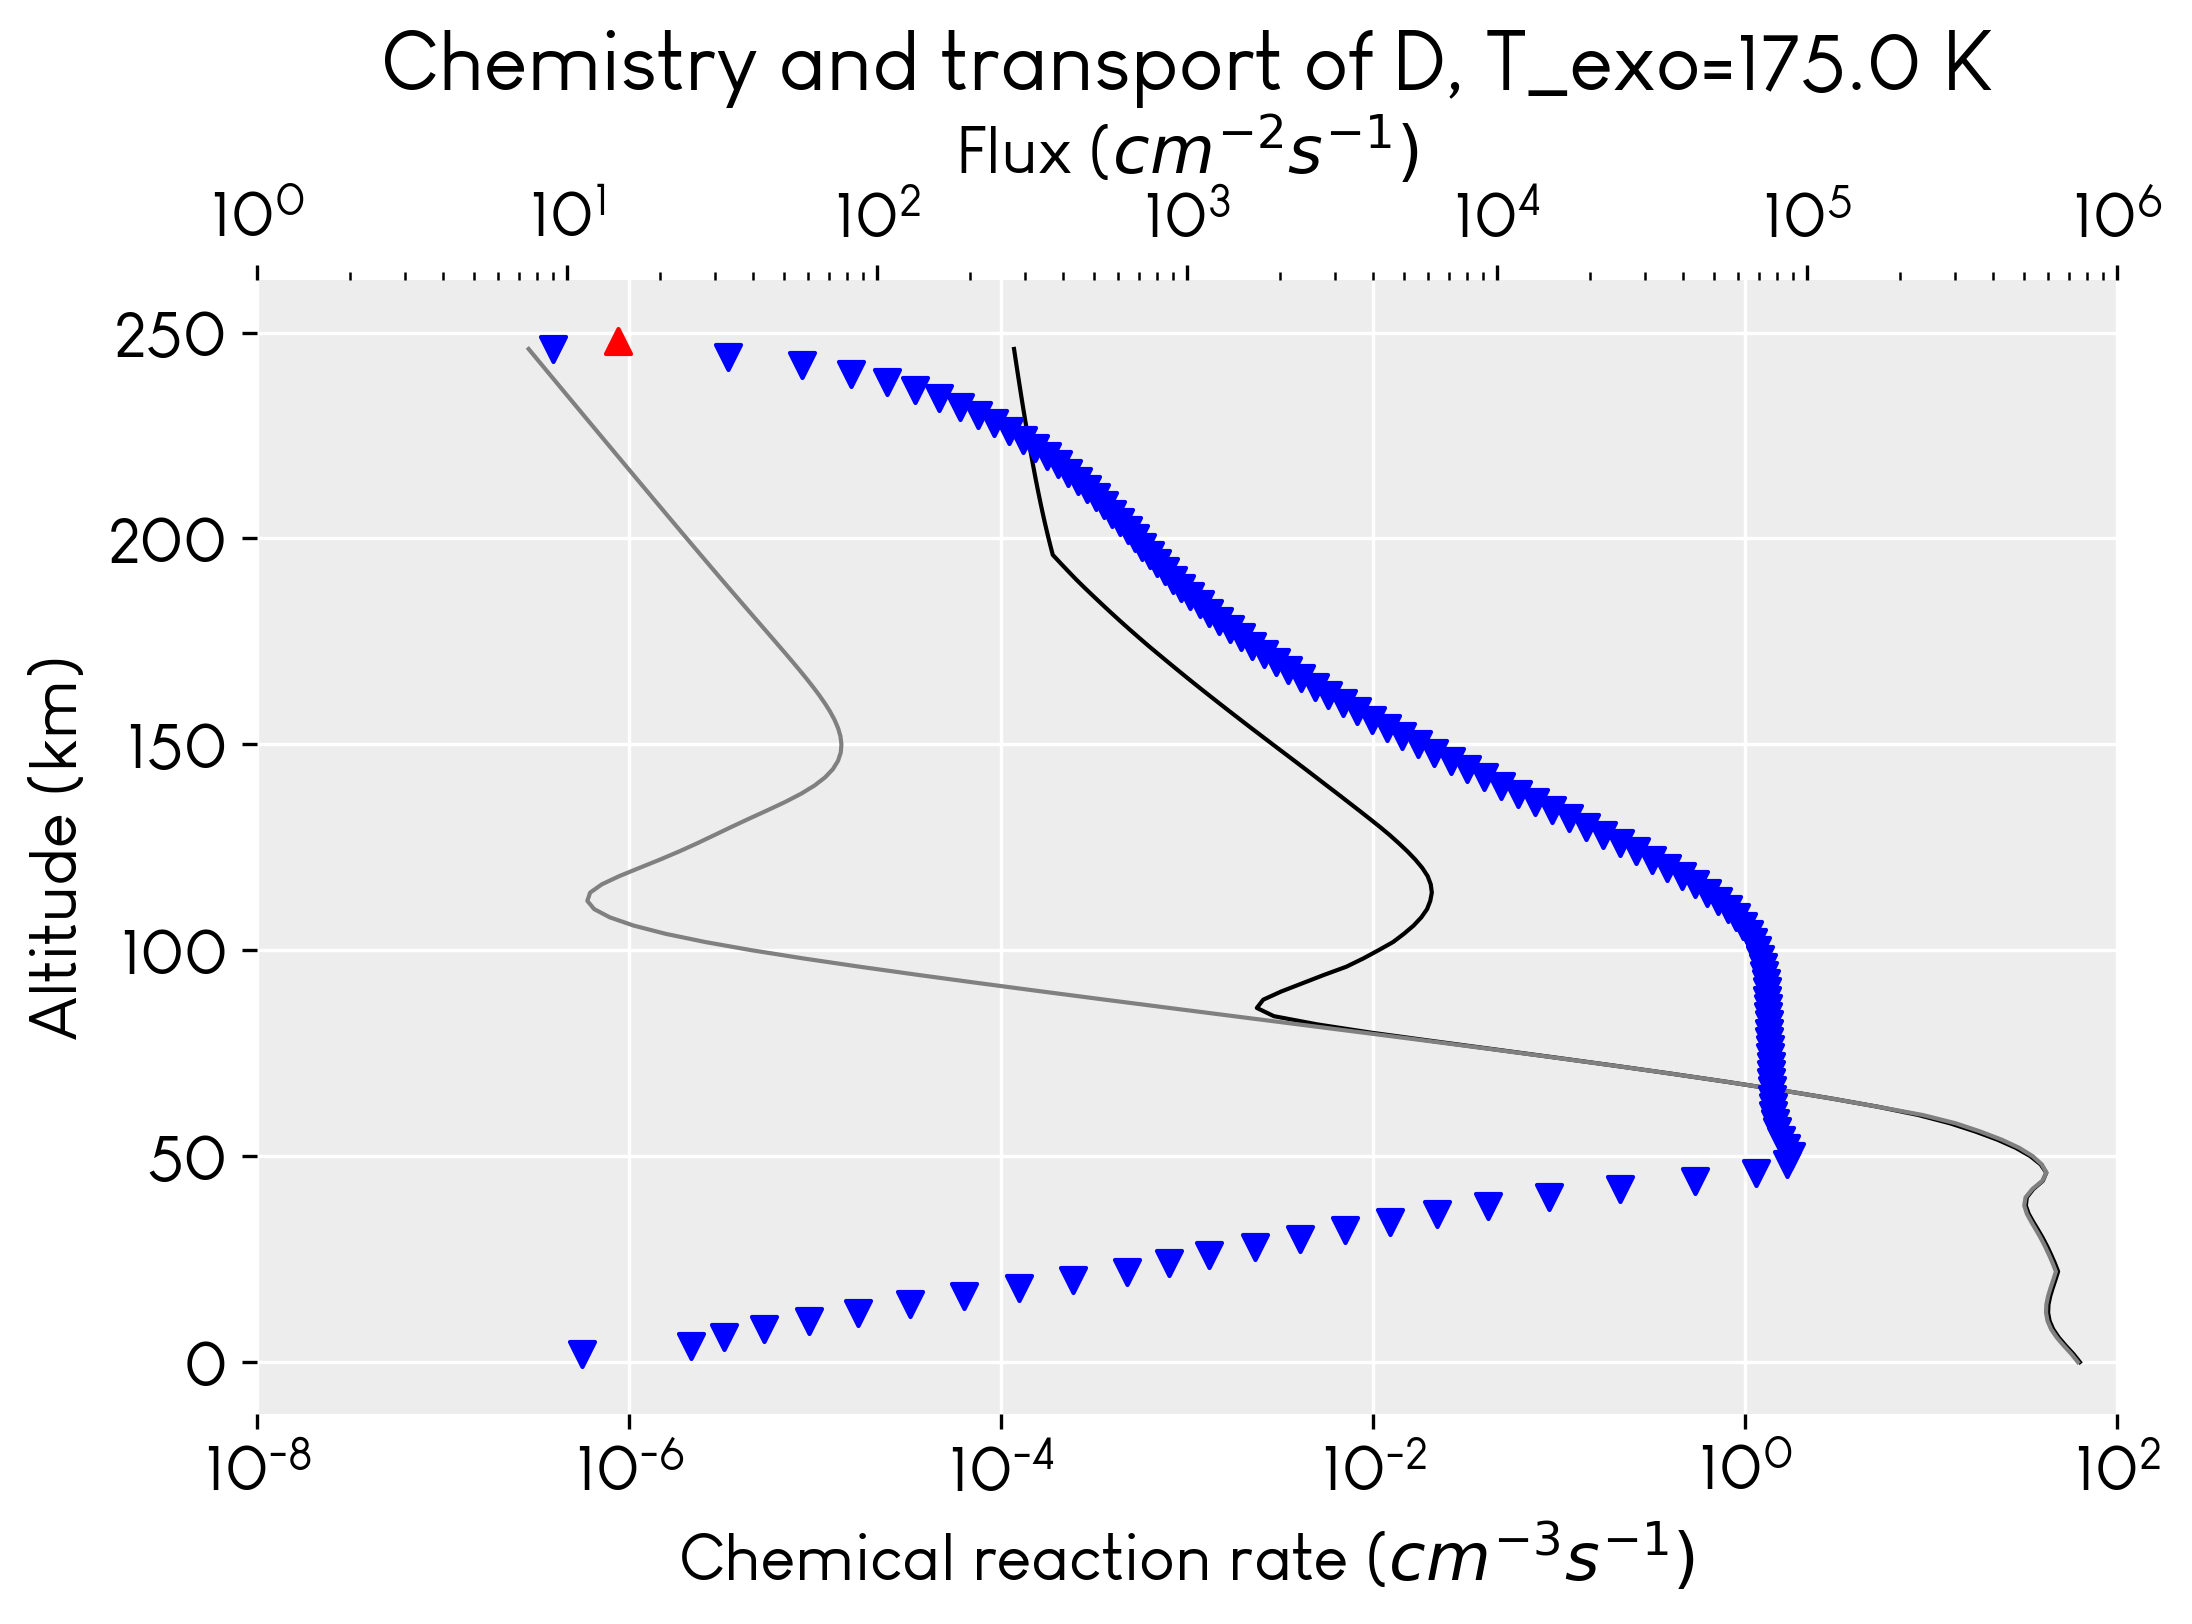 Chemistry and transport of D, T_exo=175.0 K
Flux (cm⁻²s⁻¹)
10⁰ 10¹ 10² 10³ 10⁴ 10⁵ 10⁶
250
200
150
100
50
0
Altitude (km)
10⁻⁸ 10⁻⁶ 10⁻⁴ 10⁻² 10⁰ 10²
Chemical reaction rate (cm⁻³s⁻¹)